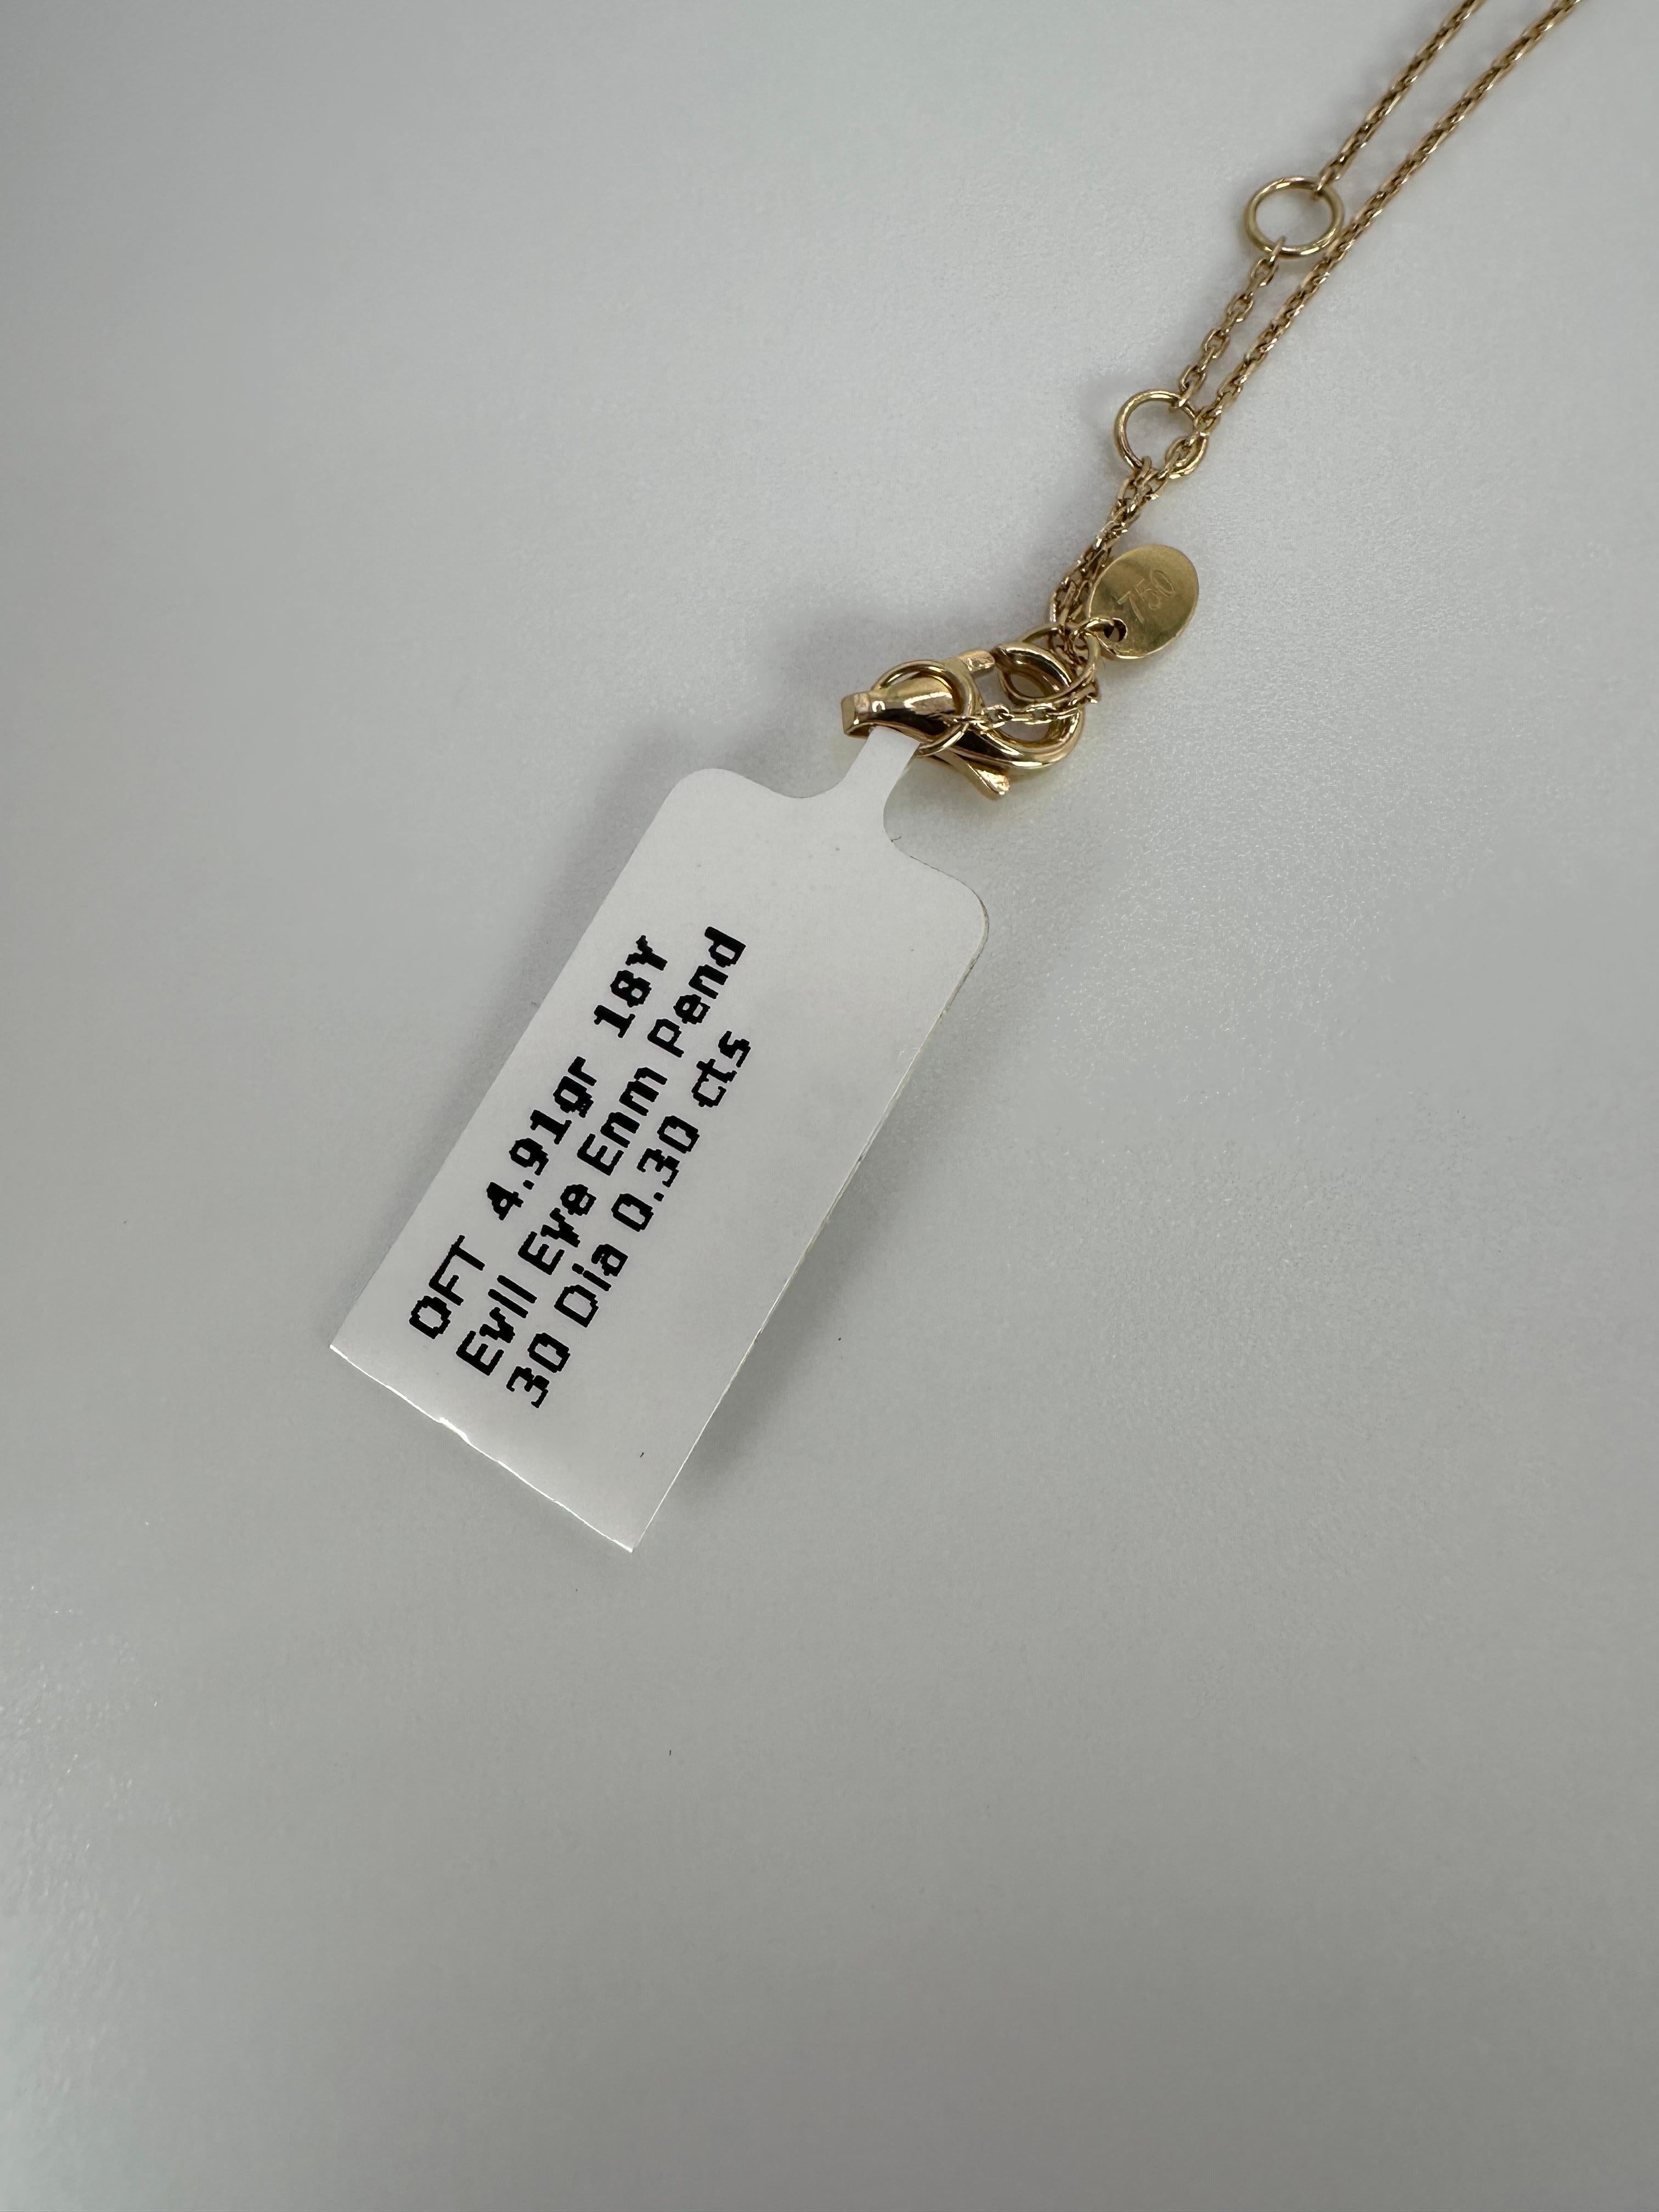 OFT 4.91gr 18Y
Evil Eye Enm Pend
30 Dia 0.30 cts
750